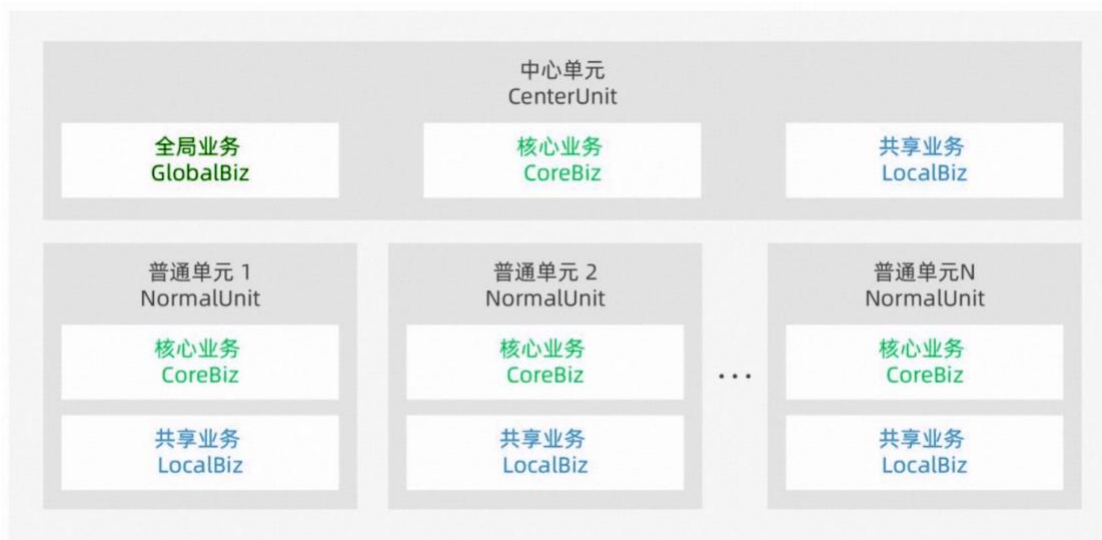 中心单元
CenterUnit
全局业务
GlobalBiz
核心业务
CoreBiz
共享业务
LocalBiz
普通单元 1
NormalUnit
核心业务
CoreBiz
共享业务
LocalBiz
普通单元 2
NormalUnit
核心业务
CoreBiz
共享业务
LocalBiz
...
普通单元N
NormalUnit
核心业务
CoreBiz
共享业务
LocalBiz